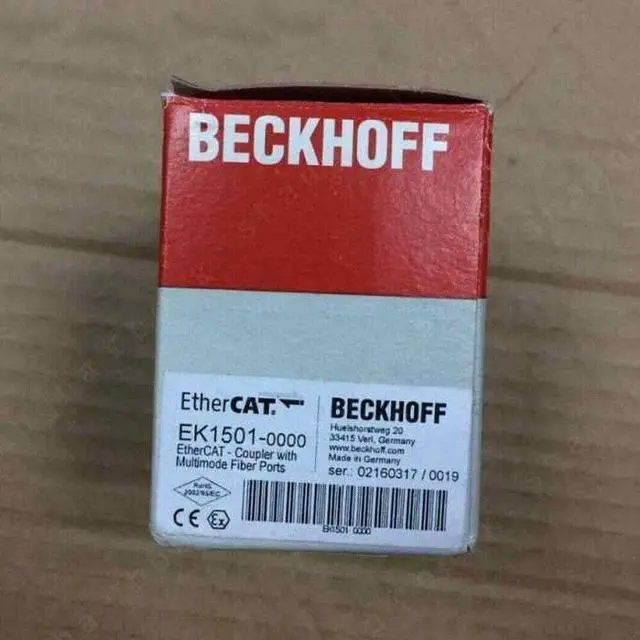 BECKHOFF
EtherCAT.
EK1501-0000
EtherCAT - Coupler with
Multimode Fiber Ports
BECKHOFF
Huelshorstweg 20
33415 Verl, Germany
www.beckhoff.com
Made in Germany
ser.: 02160317 / 0019
RoHS
2002/95/EC
CE Ex
EK1501-0000